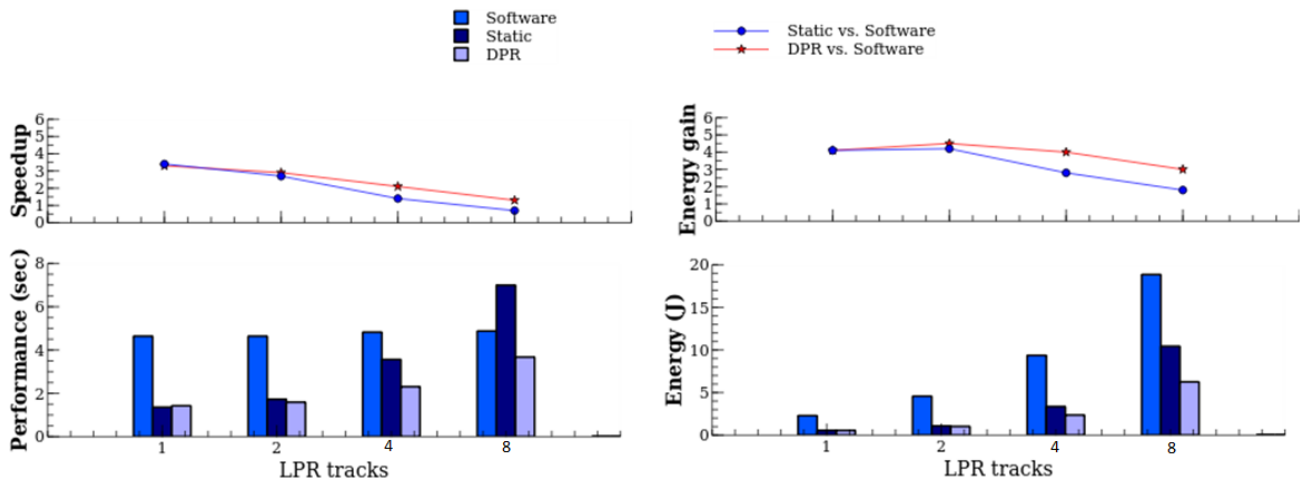 Software
Static
DPR
Static vs. Software
DPR vs. Software
Speedup
6
5
4
3
2
1
0
Energy gain
6
5
4
3
2
1
0
Performance (sec)
8
6
4
2
0
1
2
4
8
LPR tracks
Energy (J)
20
15
10
5
0
1
2
4
8
LPR tracks